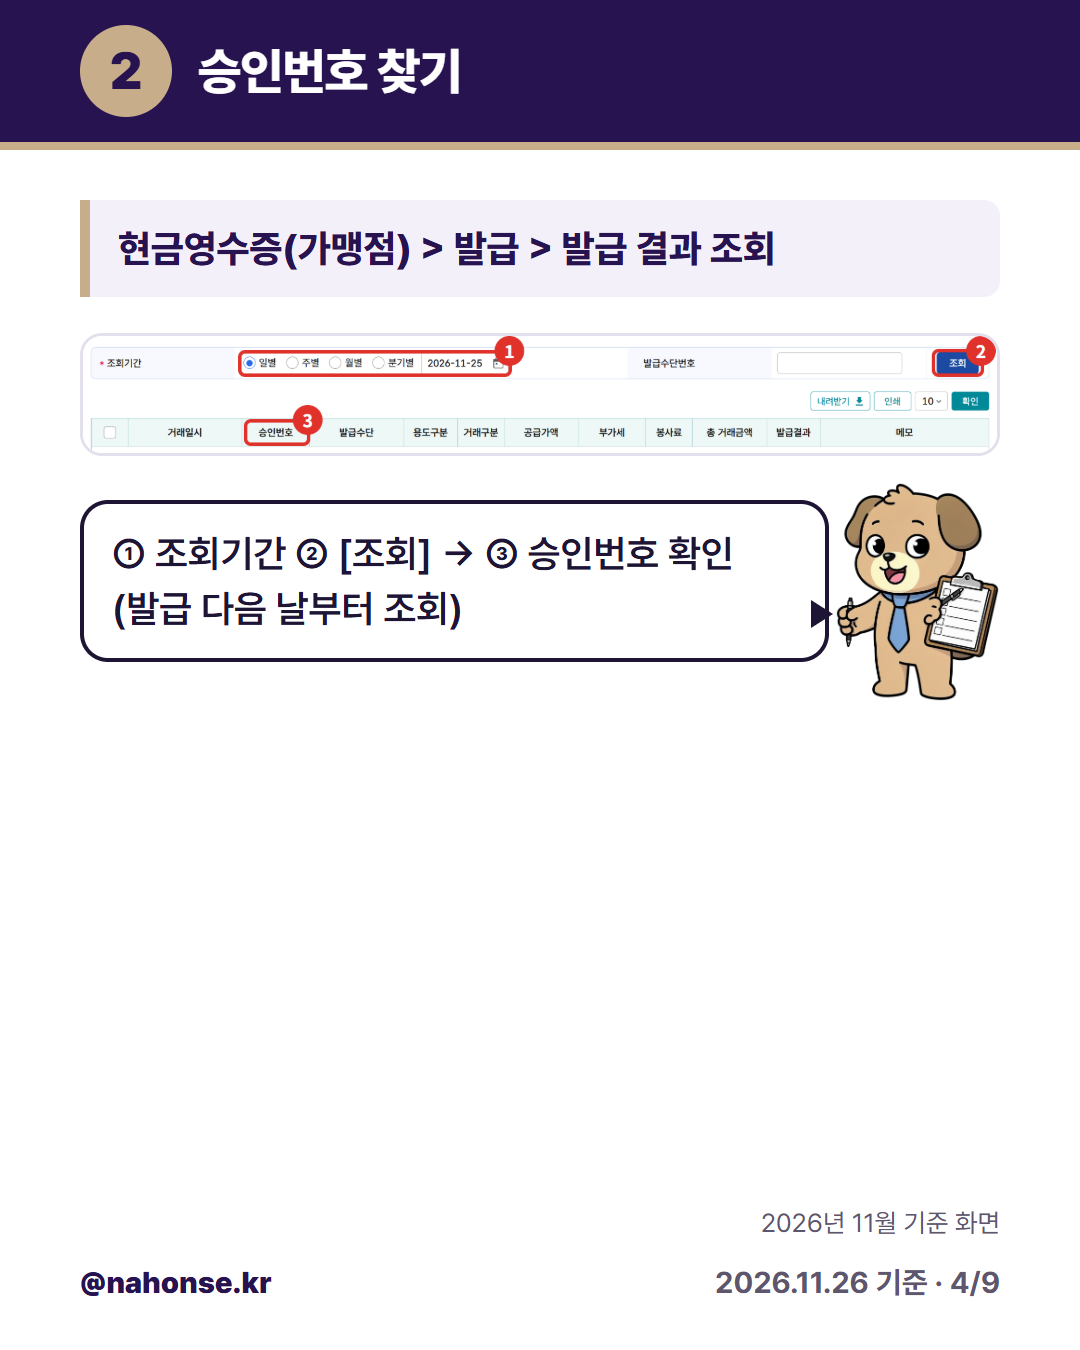 2 승인번호 찾기
현금영수증(가맹점) > 발급 > 발급 결과 조회
* 조회기간 일별 주별 월별 분기별 2026-11-25 1 발급수단번호 조회 2
내려받기 인쇄 10 확인
거래일시 승인번호 3 발급수단 용도구분 거래구분 공급가액 부가세 봉사료 총 거래금액 발급결과 메모
① 조회기간 ② [조회] → ③ 승인번호 확인
(발급 다음 날부터 조회)
2026년 11월 기준 화면
@nahonse.kr 2026.11.26 기준 · 4/9